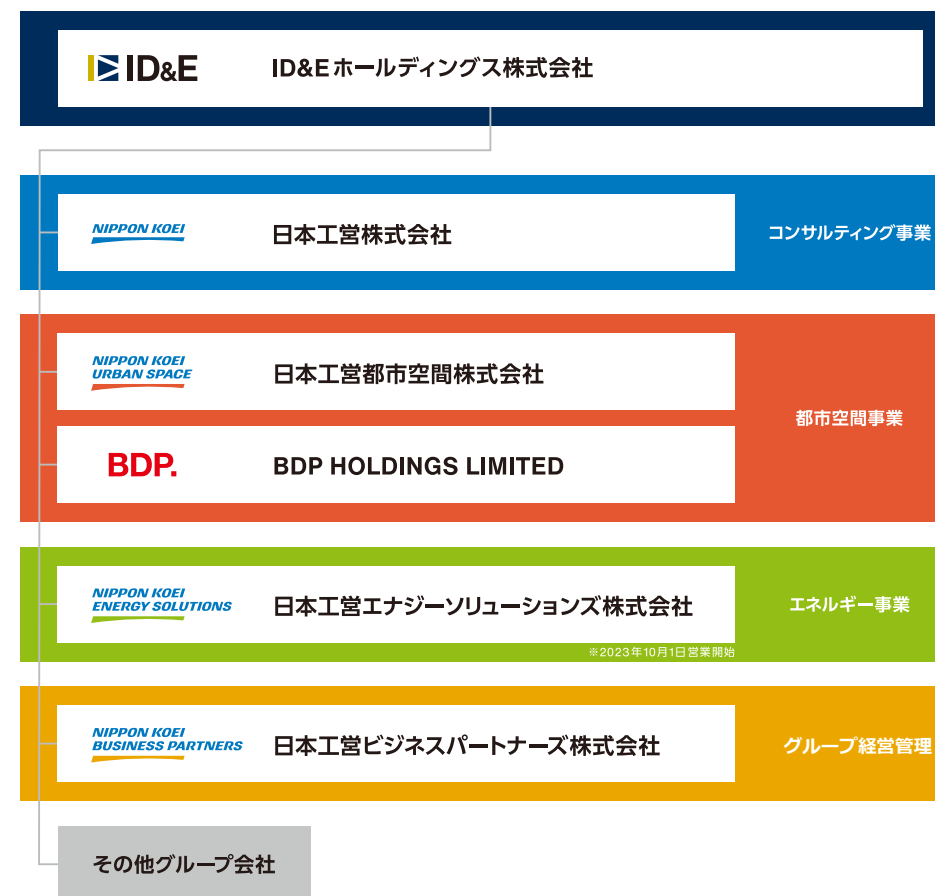 ID&E ID&Eホールディングス株式会社
NIPPON KOEI 日本工営株式会社 コンサルティング事業
NIPPON KOEI
URBAN SPACE 日本工営都市空間株式会社
都市空間事業
BDP. BDP HOLDINGS LIMITED
NIPPON KOEI
ENERGY SOLUTIONS 日本工営エナジーソリューションズ株式会社 エネルギー事業
※2023年10月1日営業開始
NIPPON KOEI
BUSINESS PARTNERS 日本工営ビジネスパートナーズ株式会社 グループ経営管理
その他グループ会社